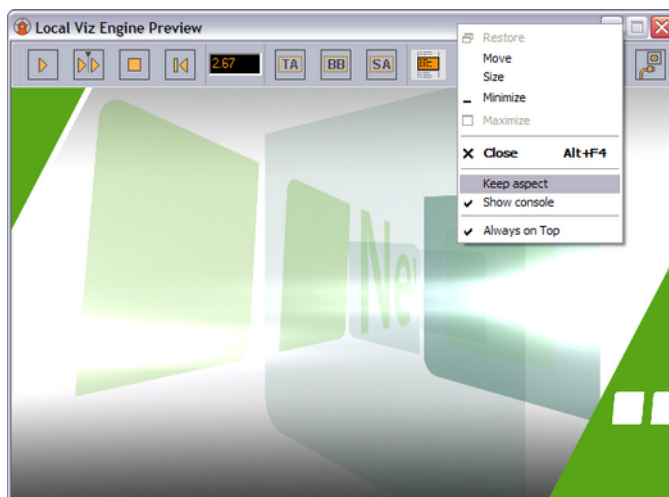 Local Viz Engine Preview
2.67
TA
BB
SA
Restore
Move
Size
Minimize
Maximize
Close Alt+F4
Keep aspect
Show console
Always on Top
Ne